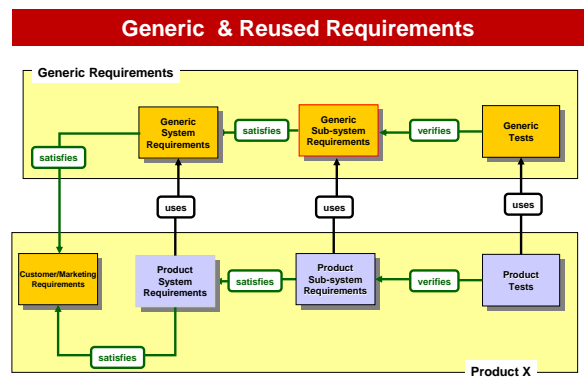 Generic & Reused Requirements
Generic Requirements
Generic
System
Requirements
satisfies
Generic
Sub-system
Requirements
verifies
Generic
Tests
satisfies
uses
uses
uses
Customer/Marketing
Requirements
Product
System
Requirements
satisfies
Product
Sub-system
Requirements
verifies
Product
Tests
satisfies
Product X